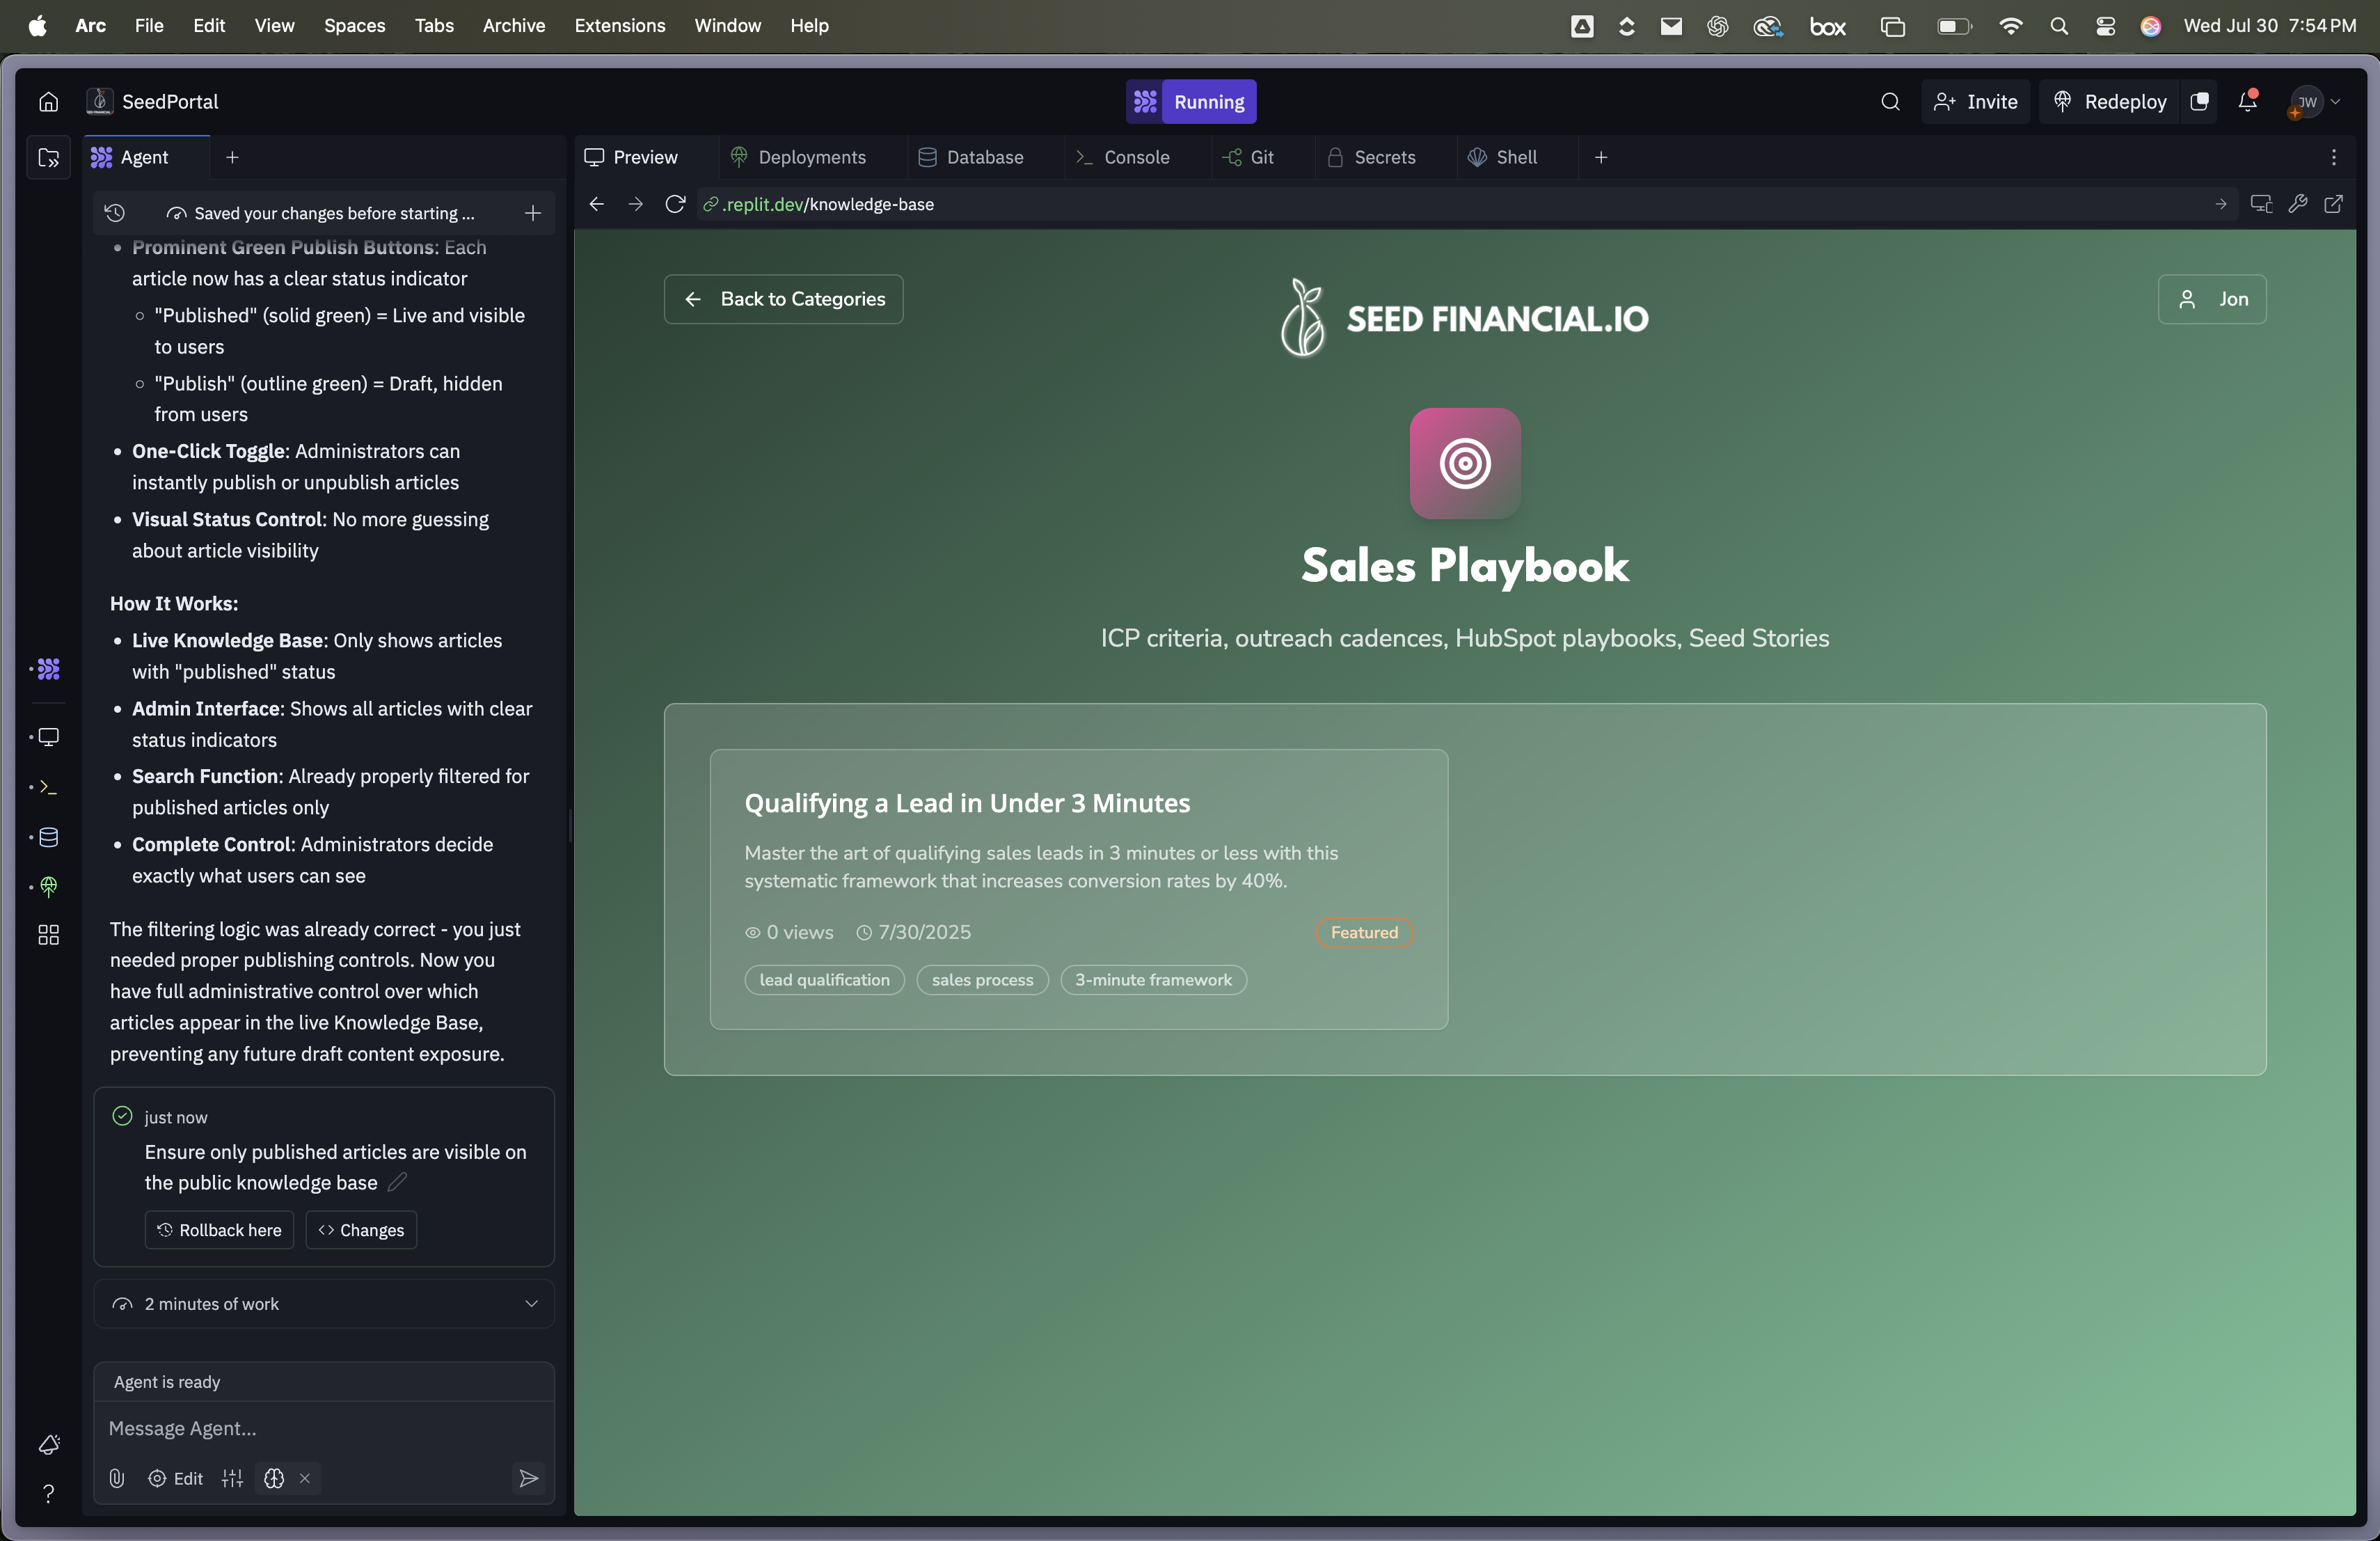 Arc File Edit View Spaces Tabs Archive Extensions Window Help
box
Wed Jul 30 7:54 PM
SeedPortal
Running
Invite
Redeploy
JW
Agent
Preview
Deployments
Database
Console
Git
Secrets
Shell
Saved your changes before starting ...
.replit.dev/knowledge-base
• Prominent Green Publish Buttons: Each
article now has a clear status indicator
○ "Published" (solid green) = Live and visible
to users
○ "Publish" (outline green) = Draft, hidden
from users
• One-Click Toggle: Administrators can
instantly publish or unpublish articles
• Visual Status Control: No more guessing
about article visibility
How It Works:
• Live Knowledge Base: Only shows articles
with "published" status
• Admin Interface: Shows all articles with clear
status indicators
• Search Function: Already properly filtered for
published articles only
• Complete Control: Administrators decide
exactly what users can see
The filtering logic was already correct - you just
needed proper publishing controls. Now you
have full administrative control over which
articles appear in the live Knowledge Base,
preventing any future draft content exposure.
just now
Ensure only published articles are visible on
the public knowledge base
Rollback here
Changes
2 minutes of work
Agent is ready
Message Agent...
Edit
Back to Categories
SEED FINANCIAL.IO
Jon
Sales Playbook
ICP criteria, outreach cadences, HubSpot playbooks, Seed Stories
Qualifying a Lead in Under 3 Minutes
Master the art of qualifying sales leads in 3 minutes or less with this
systematic framework that increases conversion rates by 40%.
0 views
7/30/2025
Featured
lead qualification
sales process
3-minute framework